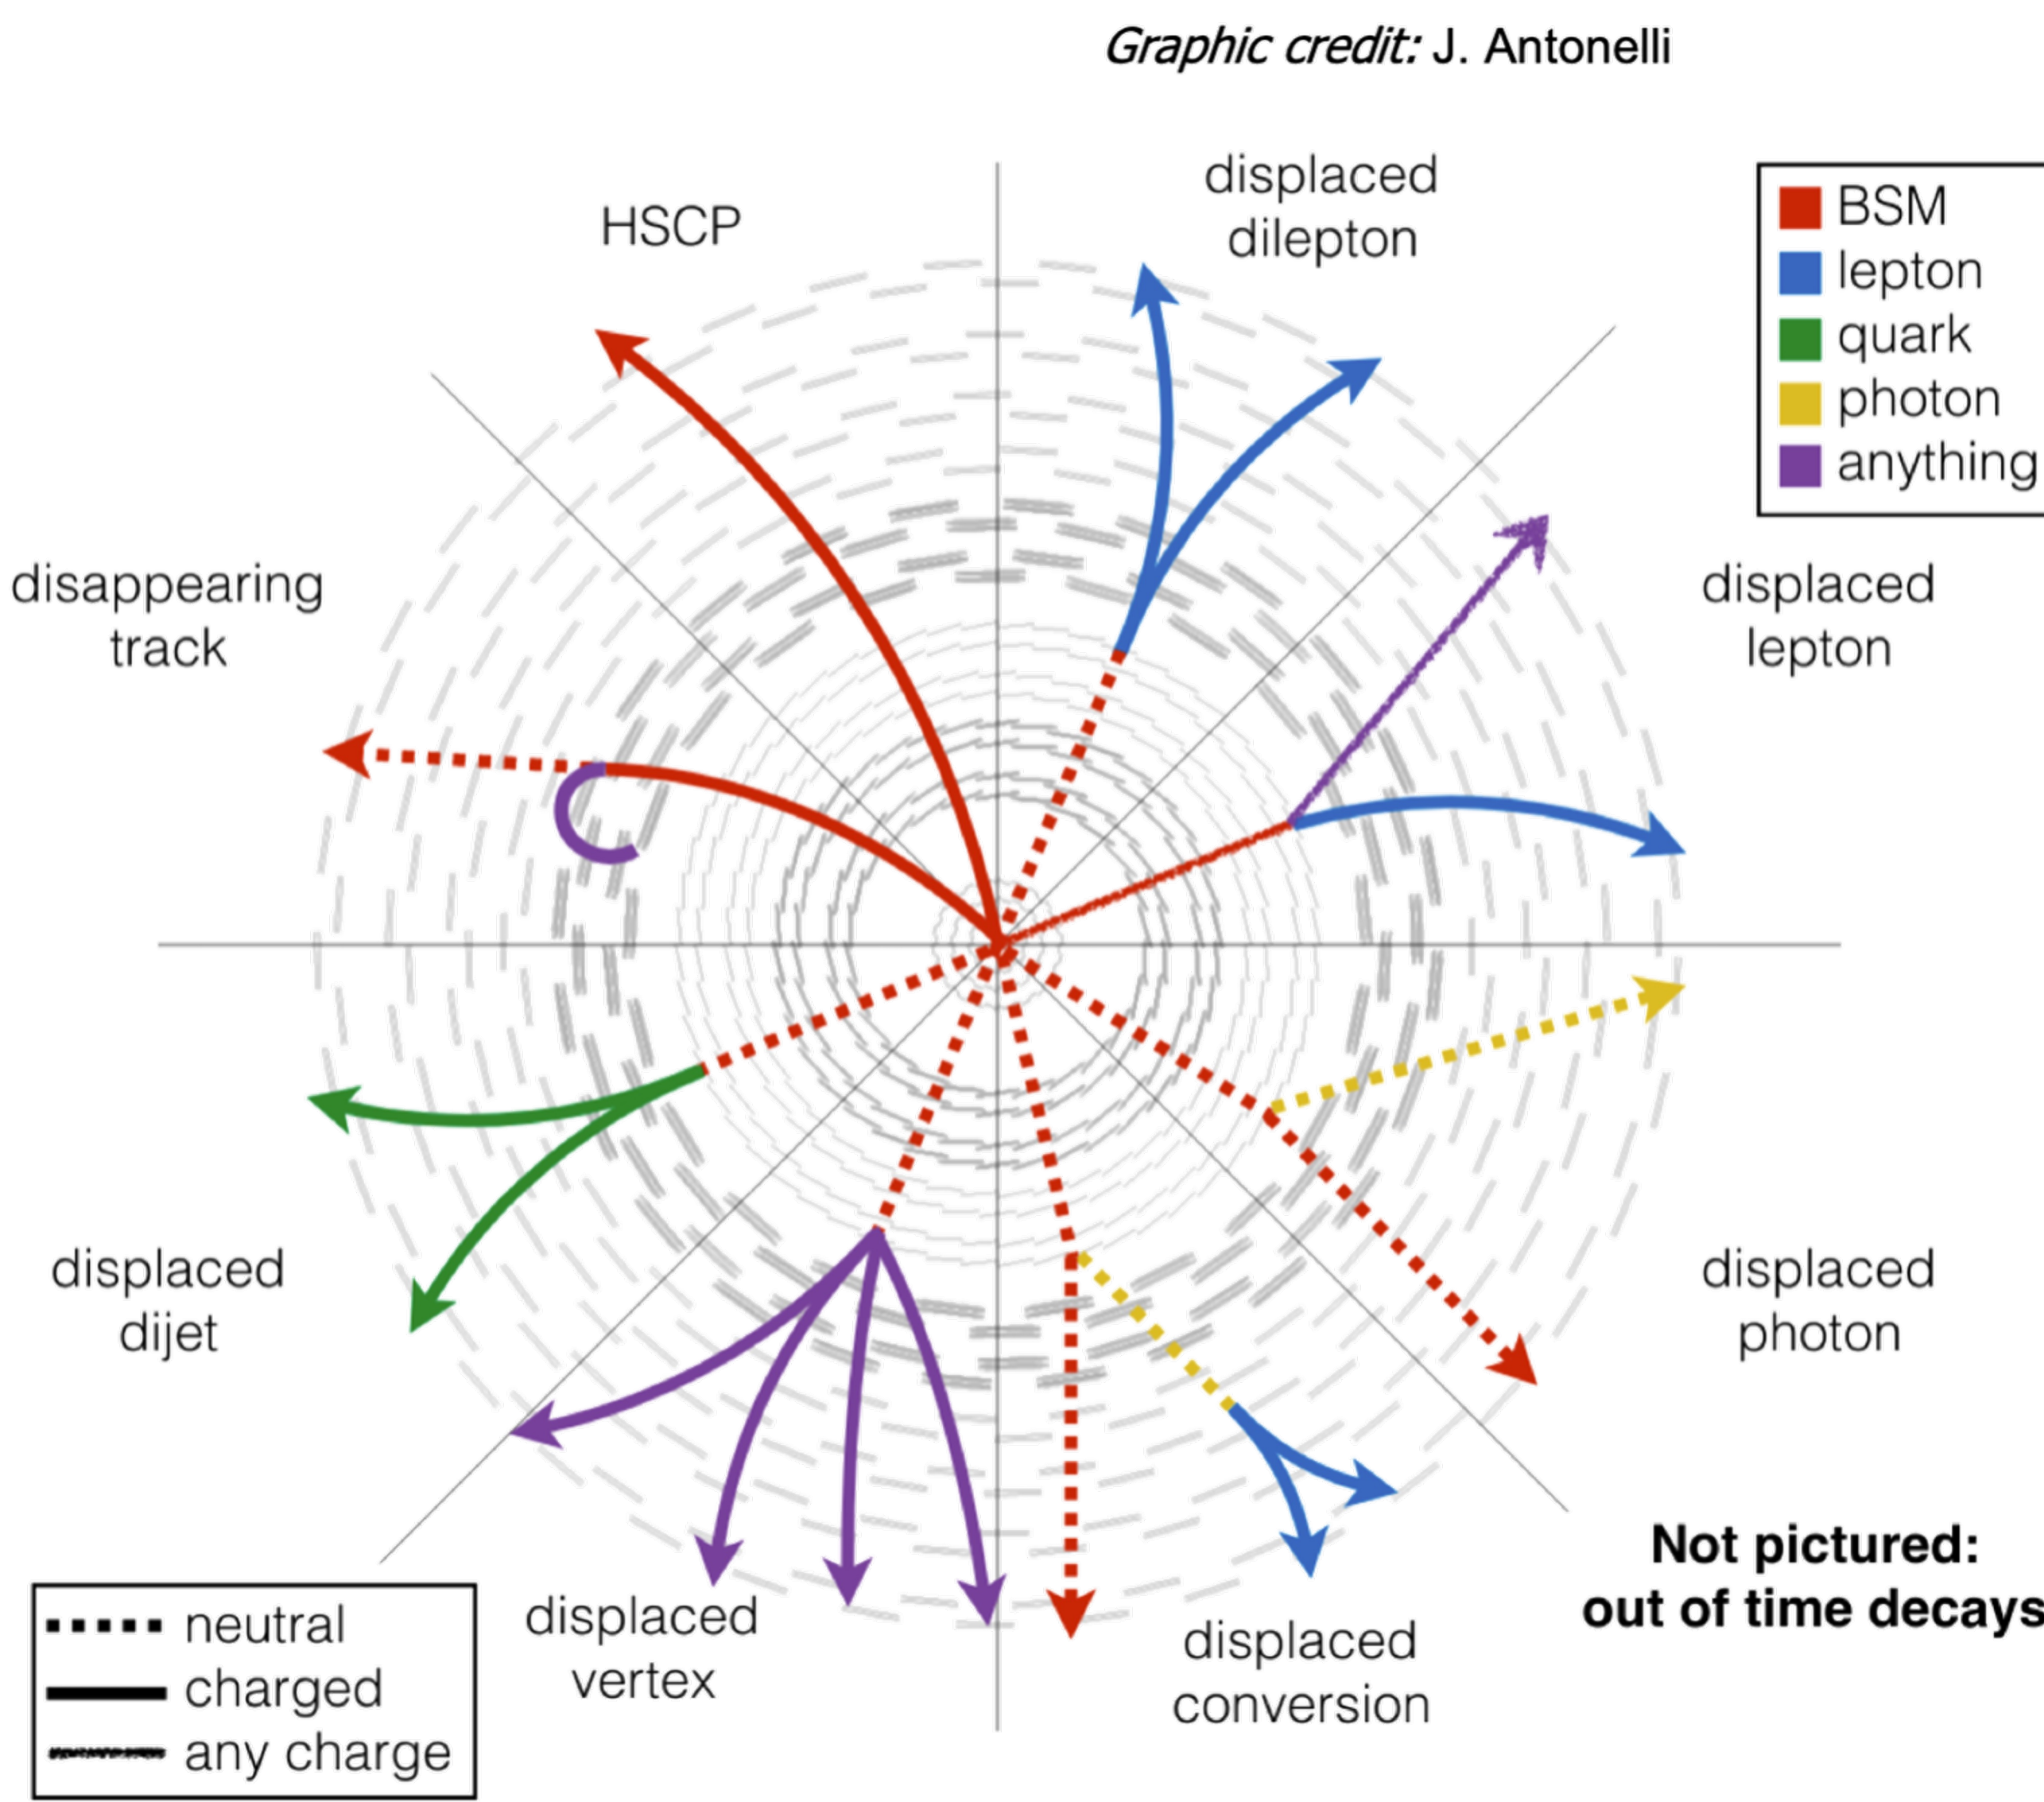 Graphic credit: J. Antonelli
displaced
dilepton
HSCP
BSM
lepton
quark
photon
anything
disappearing
track
displaced
lepton
displaced
dijet
displaced
photon
Not pictured:
out of time decays
displaced
vertex
displaced
conversion
neutral
charged
any charge